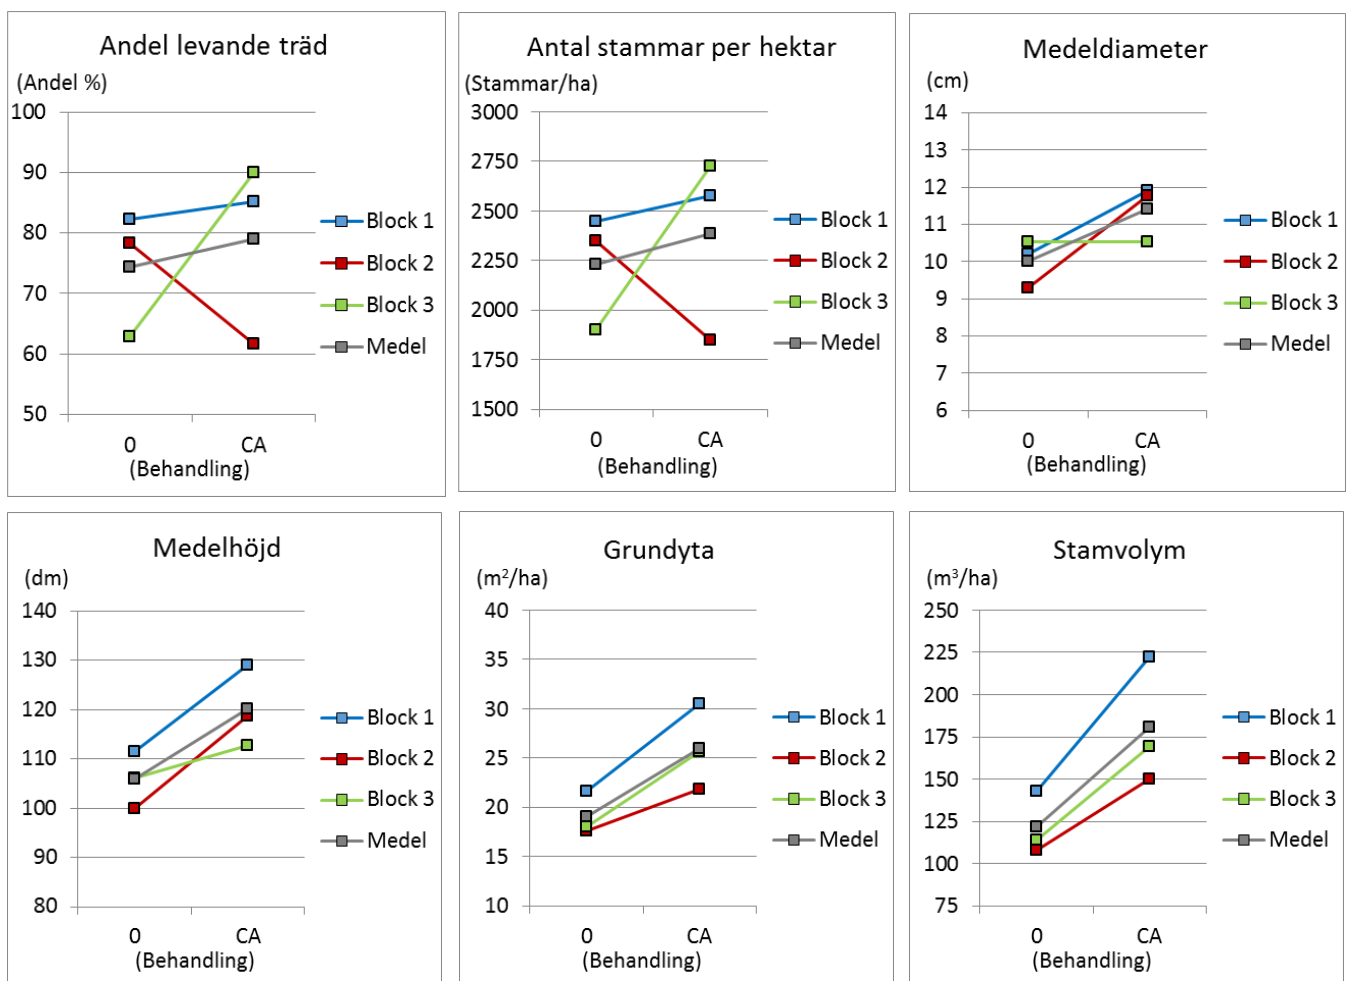 Andel levande träd
(Andel %)
100
90
80
70
60
50
0
CA
(Behandling)
Block 1
Block 2
Block 3
Medel
Antal stammar per hektar
(Stammar/ha)
3000
2750
2500
2250
2000
1750
1500
0
CA
(Behandling)
Block 1
Block 2
Block 3
Medel
Medeldiameter
(cm)
14
13
12
11
10
9
8
7
6
0
CA
(Behandling)
Block 1
Block 2
Block 3
Medel
Medelhöjd
(dm)
140
130
120
110
100
90
80
0
CA
(Behandling)
Block 1
Block 2
Block 3
Medel
Grundyta
(m²/ha)
40
35
30
25
20
15
10
0
CA
(Behandling)
Block 1
Block 2
Block 3
Medel
Stamvolym
(m³/ha)
250
225
200
175
150
125
100
75
0
CA
(Behandling)
Block 1
Block 2
Block 3
Medel